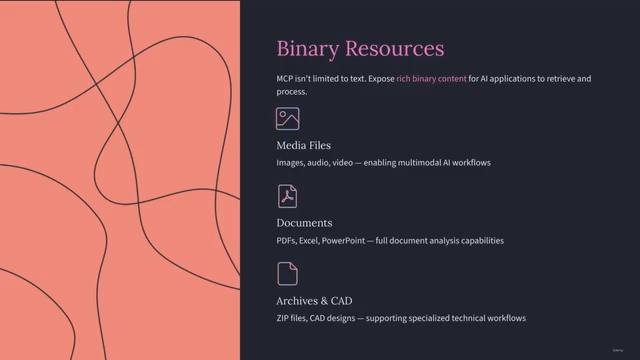 Binary Resources
MCP isn't limited to text. Expose rich binary content for AI applications to retrieve and
process.
Media Files
Images, audio, video — enabling multimodal AI workflows
Documents
PDFs, Excel, PowerPoint — full document analysis capabilities
Archives & CAD
ZIP files, CAD designs — supporting specialized technical workflows